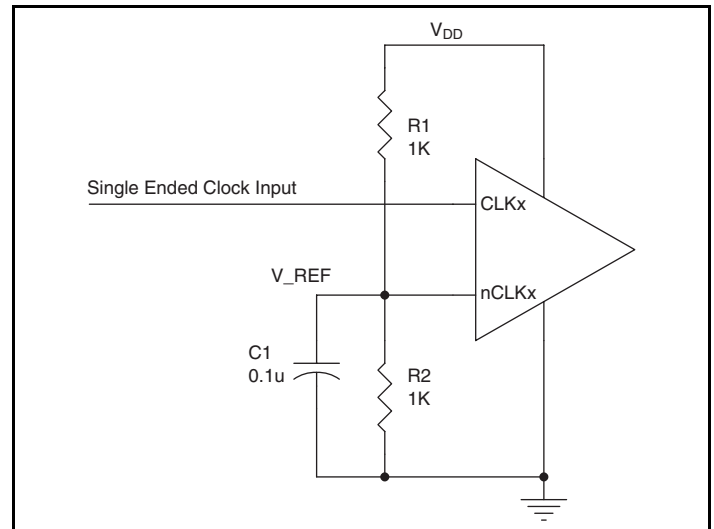 VDD
R1
1K
Single Ended Clock Input
CLKx
V_REF
nCLKx
C1
0.1u
R2
1K